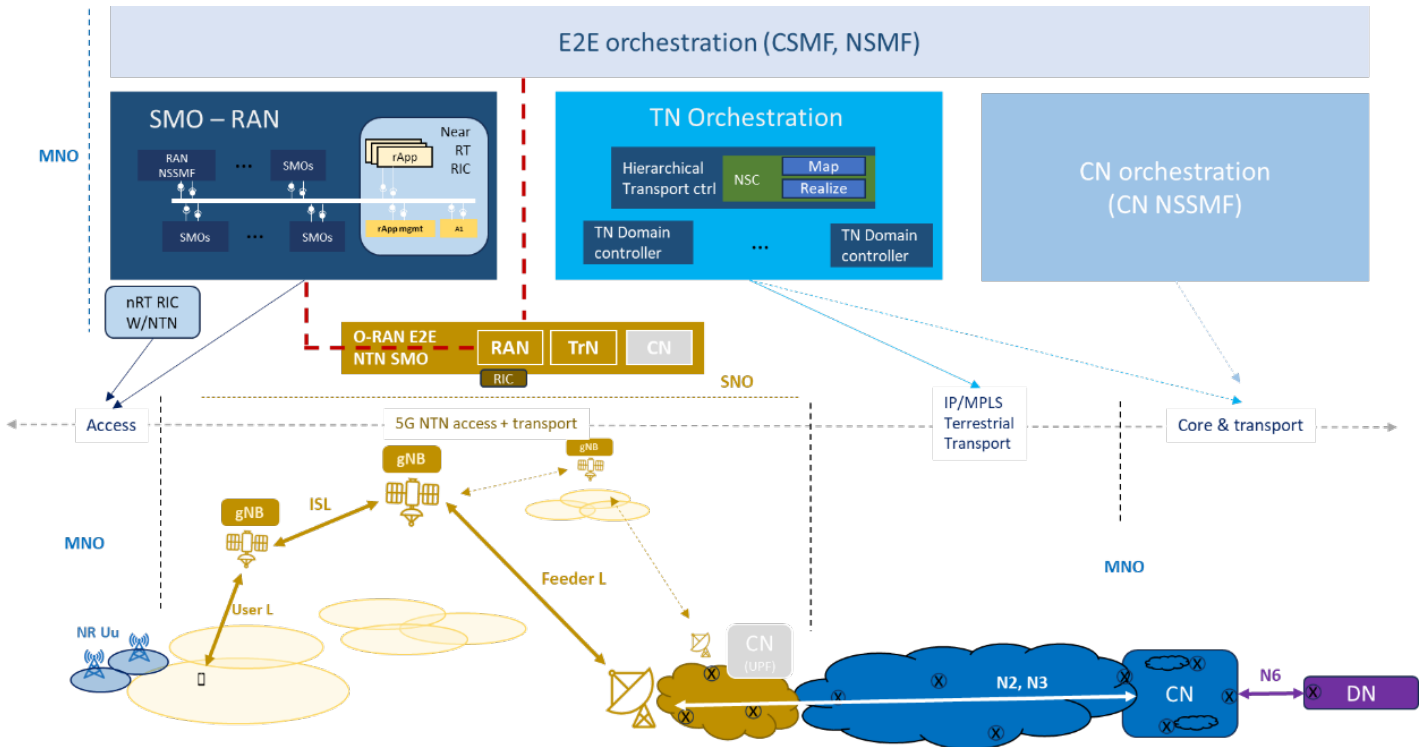 E2E orchestration (CSMF, NSMF)
MNO
SMO – RAN
RAN
NSSMF
...
SMOs
rApp
Near
RT
RIC
SMOs
...
SMOs
rApp mgmt
A1
TN Orchestration
Hierarchical
Transport ctrl
NSC
Map
Realize
TN Domain
controller
...
TN Domain
controller
CN orchestration
(CN NSSMF)
nRT RIC
W/NTN
O-RAN E2E
NTN SMO
RAN
TrN
CN
RIC
SNO
Access
5G NTN access + transport
IP/MPLS
Terrestrial
Transport
Core & transport
gNB
gNB
gNB
ISL
MNO
MNO
Feeder L
User L
NR Uu
CN
(UPF)
N2, N3
CN
N6
DN
X
X
X
X
X
X
X
X
X
X
X
X